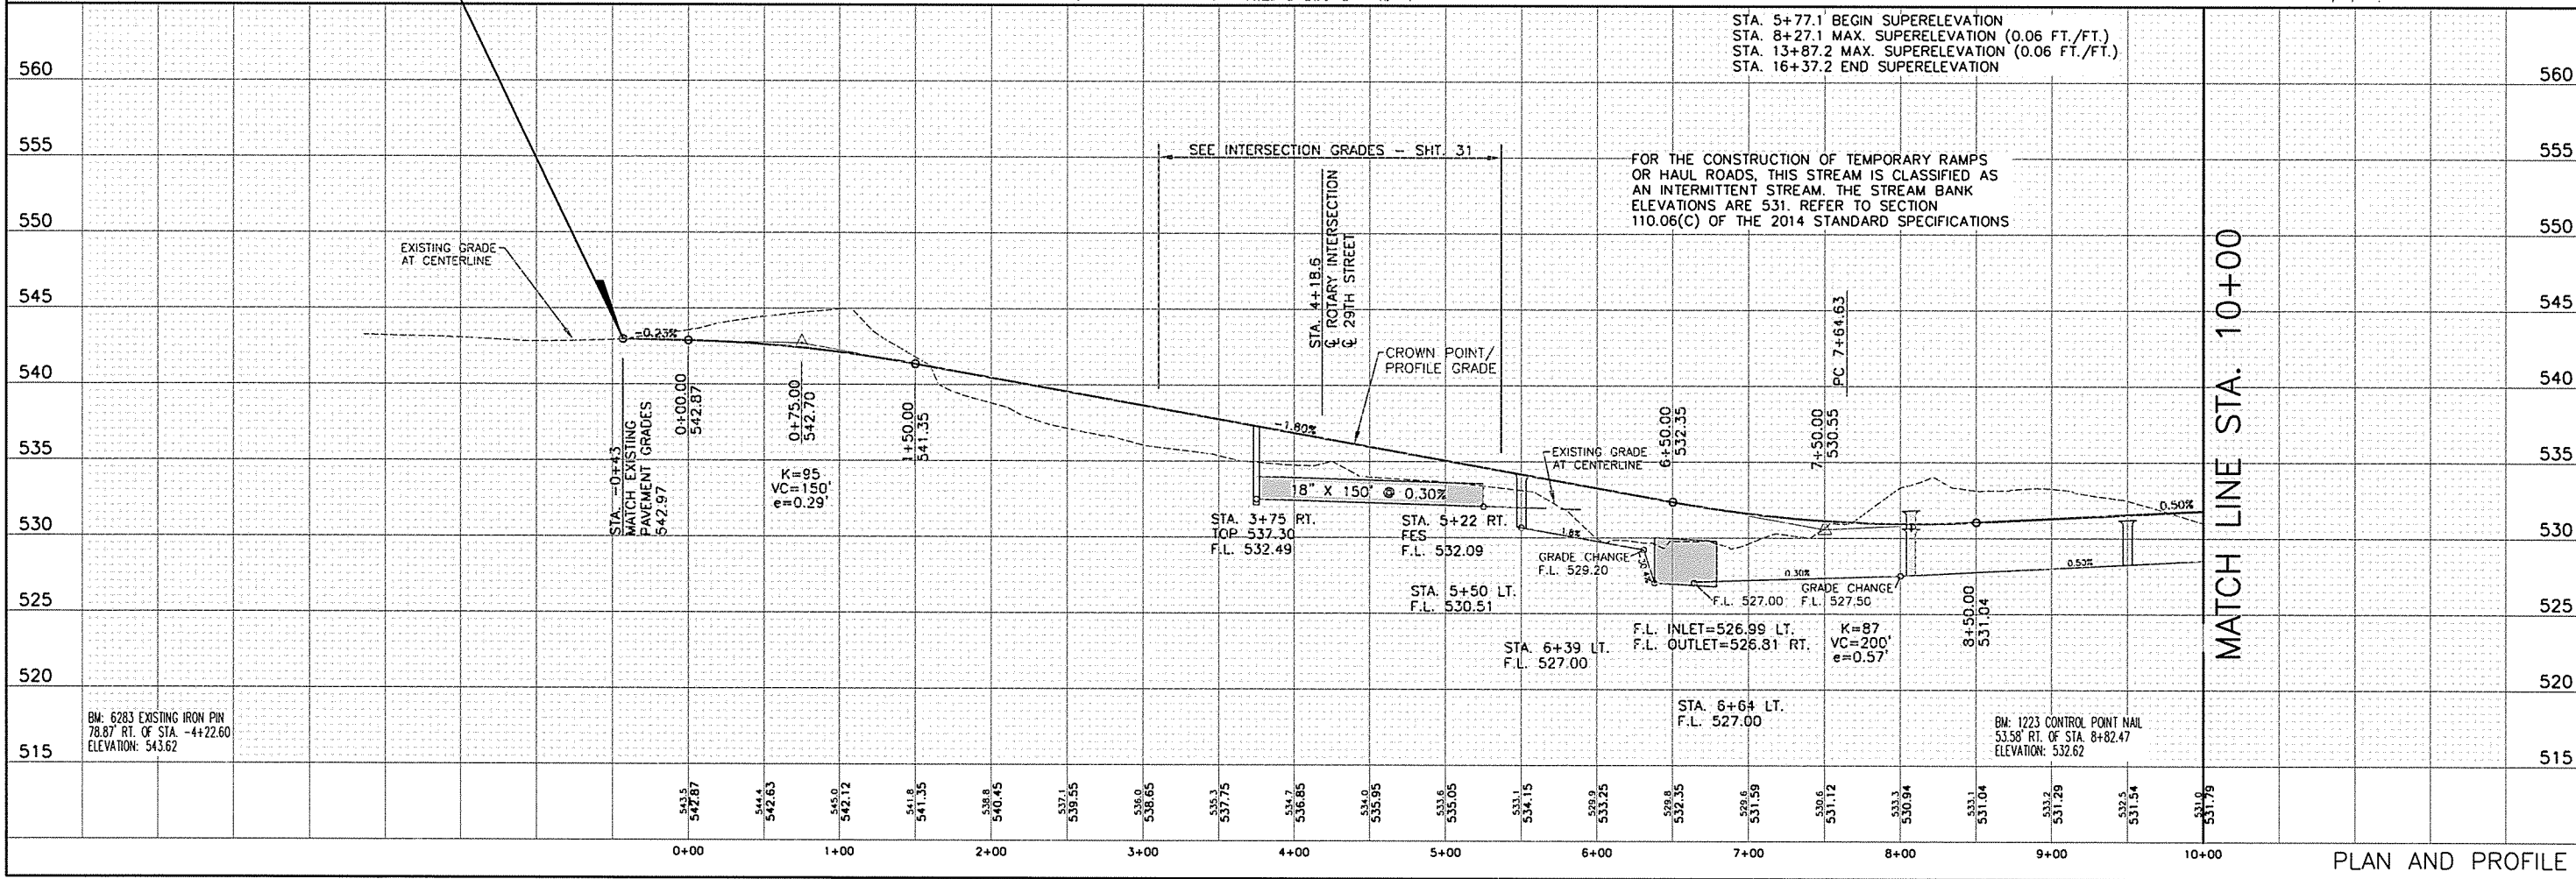 STA. 5+77.1 BEGIN SUPERELEVATION
STA. 8+27.1 MAX. SUPERELEVATION (0.06 FT./FT.)
STA. 13+87.2 MAX. SUPERELEVATION (0.06 FT./FT.)
STA. 16+37.2 END SUPERELEVATION
560
560
555
555
550
550
545
545
540
540
535
535
530
530
525
525
520
520
515
515
SEE INTERSECTION GRADES - SHT. 31
FOR THE CONSTRUCTION OF TEMPORARY RAMPS
OR HAUL ROADS, THIS STREAM IS CLASSIFIED AS
AN INTERMITTENT STREAM. THE STREAM BANK
ELEVATIONS ARE 531. REFER TO SECTION
110.06(C) OF THE 2014 STANDARD SPECIFICATIONS
EXISTING GRADE
AT CENTERLINE
STA. 4+18.6
℄ ROTARY INTERSECTION
℄ 29TH STREET
CROWN POINT/
PROFILE GRADE
PC 7+64.63
MATCH LINE STA. 10+00
-0.23%
-1.80%
0.50%
STA. -0+43
MATCH EXISTING
PAVEMENT GRADES
542.97
0+00.00
542.87
0+75.00
542.70
K=95
VC=150'
e=0.29'
1+50.00
541.35
18" X 150' @ 0.30%
EXISTING GRADE
AT CENTERLINE
6+50.00
532.35
7+50.00
530.55
STA. 3+75 RT.
TOP 537.30
F.L. 532.49
STA. 5+22 RT.
FES
F.L. 532.09
GRADE CHANGE
F.L. 529.20
0.30%
0.50%
F.L. 527.00
GRADE CHANGE
F.L. 527.50
8+50.00
531.04
STA. 5+50 LT.
F.L. 530.51
STA. 6+39 LT.
F.L. 527.00
F.L. INLET=526.99 LT.
F.L. OUTLET=526.81 RT.
K=87
VC=200'
e=0.57'
STA. 6+64 LT.
F.L. 527.00
BM: 6283 EXISTING IRON PIN
78.87' RT. OF STA. -4+22.60
ELEVATION: 543.62
BM: 1223 CONTROL POINT NAIL
53.58' RT. OF STA. 8+82.47
ELEVATION: 532.62
543.5
542.87
544.4
542.63
545.0
542.12
541.8
541.35
538.8
540.45
537.1
539.55
536.0
538.65
535.3
537.75
534.7
536.85
534.0
535.95
533.6
535.05
533.1
534.15
529.9
533.25
529.8
532.35
529.6
531.59
530.6
531.12
533.3
530.94
533.1
531.04
533.2
531.29
532.5
531.54
531.0
531.79
0+00
1+00
2+00
3+00
4+00
5+00
6+00
7+00
8+00
9+00
10+00
PLAN AND PROFILE